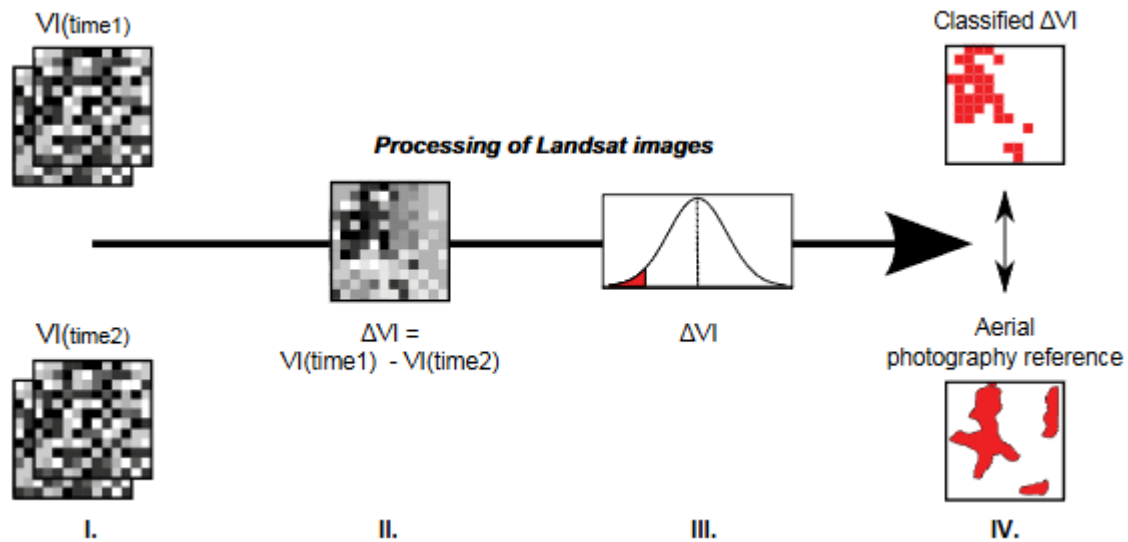 VI(time1)
Classified ΔVI
Processing of Landsat images
VI(time2)
ΔVI =
VI(time1) - VI(time2)
ΔVI
Aerial
photography reference
I.
II.
III.
IV.